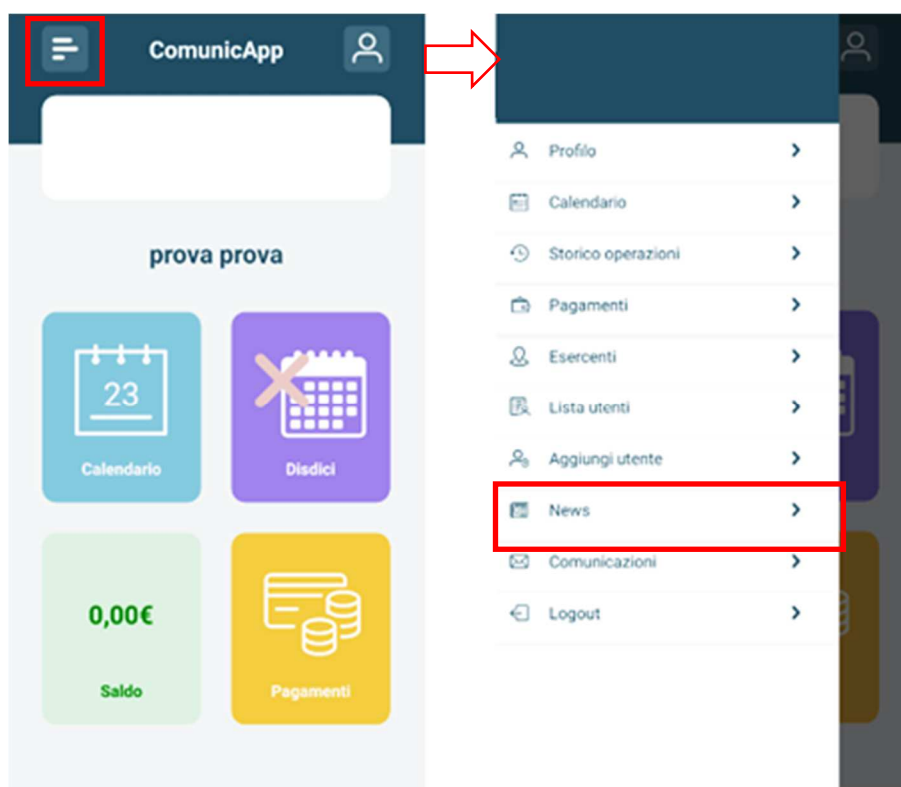 ComunicApp
prova prova
23
Calendario
Disdici
0,00€
Saldo
Pagamenti
Profilo
Calendario
Storico operazioni
Pagamenti
Esercenti
Lista utenti
Aggiungi utente
News
Comunicazioni
Logout